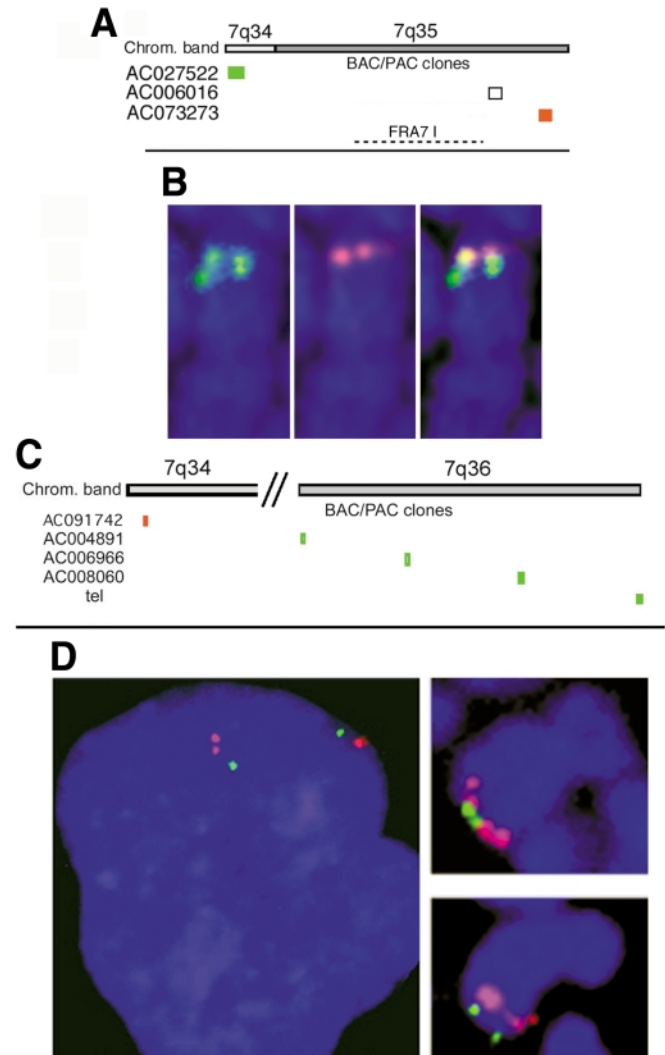 A
7q34 7q35
Chrom. band
BAC/PAC clones
AC027522
AC006016
AC073273
FRA7 I
B
C
7q34 7q36
Chrom. band
BAC/PAC clones
AC091742
AC004891
AC006966
AC008060
tel
D